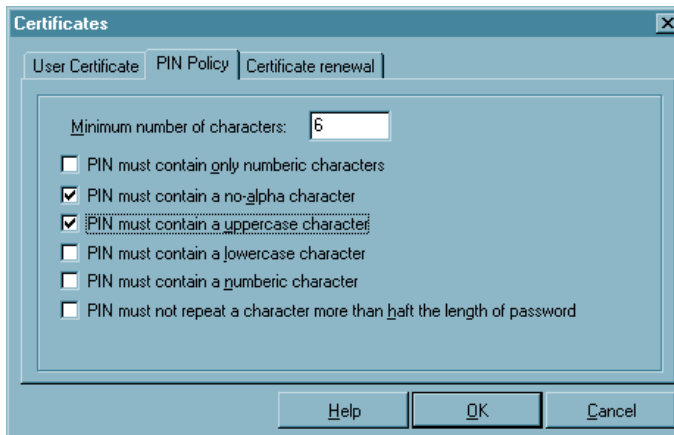 Certificates
User Certificate PIN Policy Certificate renewal
Minimum number of characters: 6
PIN must contain only numberic characters
PIN must contain a no-alpha character
PIN must contain a uppercase character
PIN must contain a lowercase character
PIN must contain a numberic character
PIN must not repeat a character more than haft the length of password
Help OK Cancel